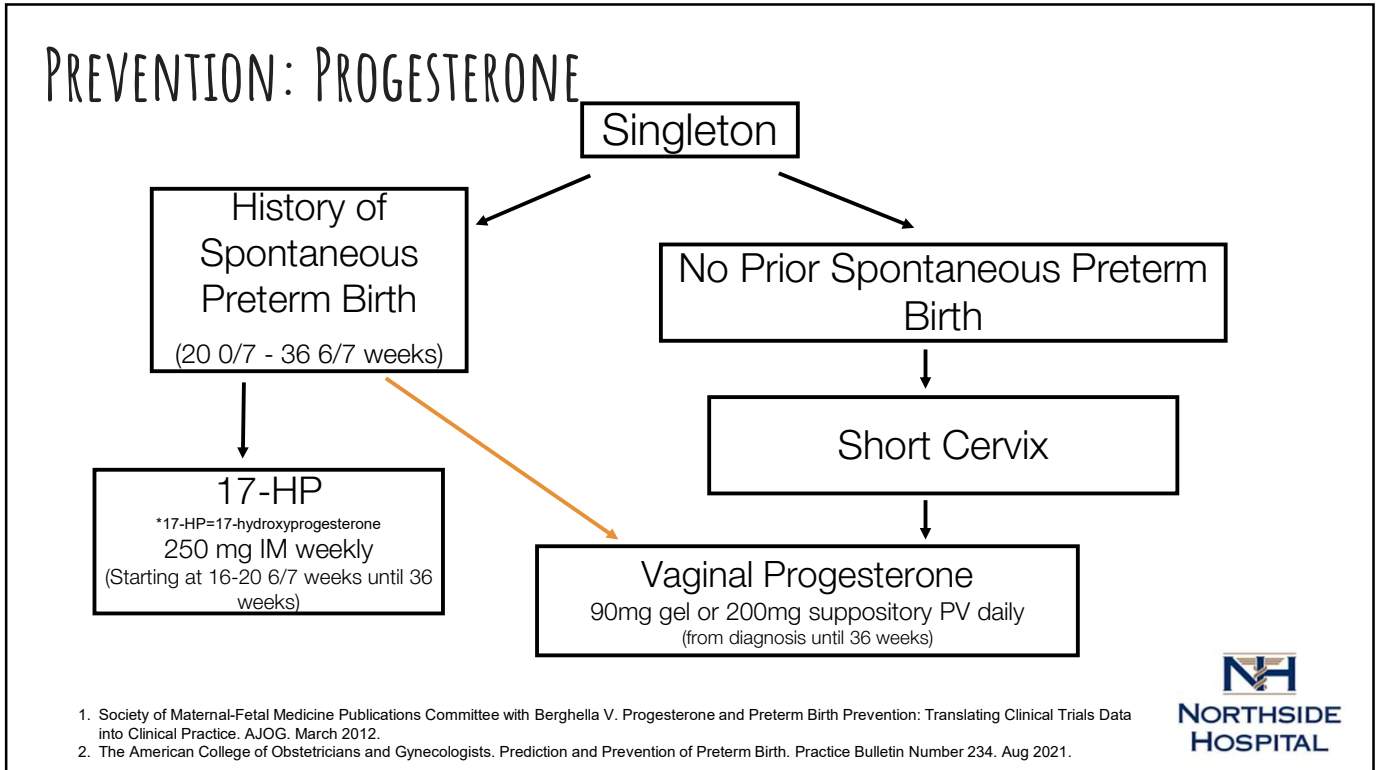 PREVENTION: PROGESTERONE
Singleton
History of
Spontaneous
Preterm Birth
(20 0/7 - 36 6/7 weeks)
No Prior Spontaneous Preterm
Birth
Short Cervix
17-HP
*17-HP=17-hydroxyprogesterone
250 mg IM weekly
(Starting at 16-20 6/7 weeks until 36
weeks)
Vaginal Progesterone
90mg gel or 200mg suppository PV daily
(from diagnosis until 36 weeks)
1. Society of Maternal-Fetal Medicine Publications Committee with Berghella V. Progesterone and Preterm Birth Prevention: Translating Clinical Trials Data
into Clinical Practice. AJOG. March 2012.
2. The American College of Obstetricians and Gynecologists. Prediction and Prevention of Preterm Birth. Practice Bulletin Number 234. Aug 2021.
NH
NORTHSIDE
HOSPITAL